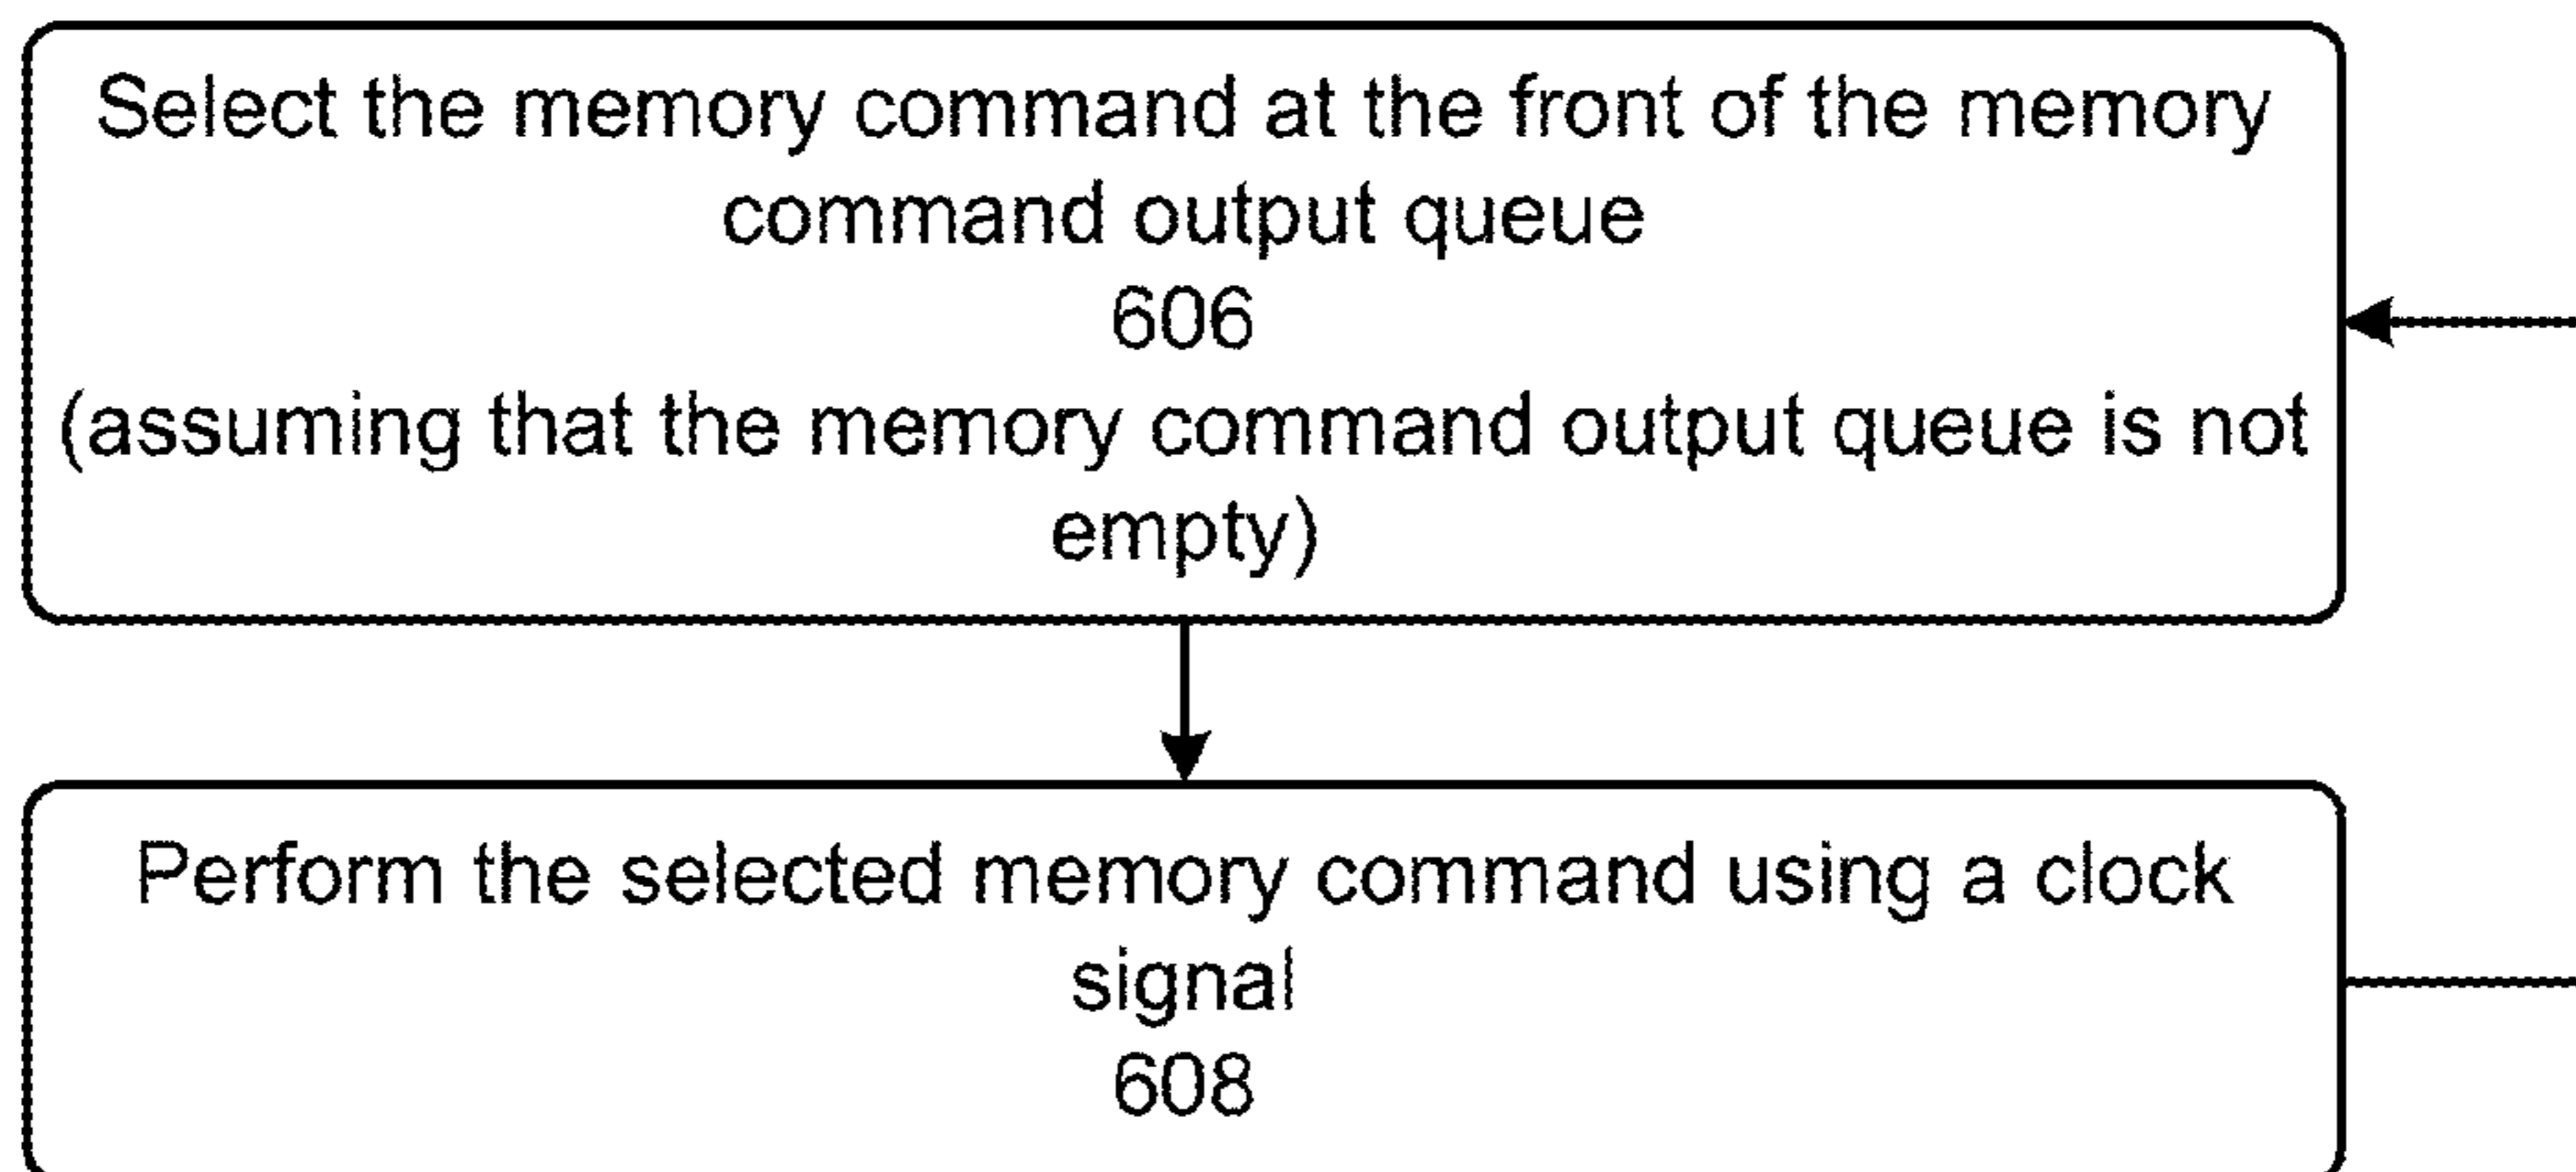 Select the memory command at the front of the memory
command output queue
606
(assuming that the memory command output queue is not
empty)
Perform the selected memory command using a clock
signal
608